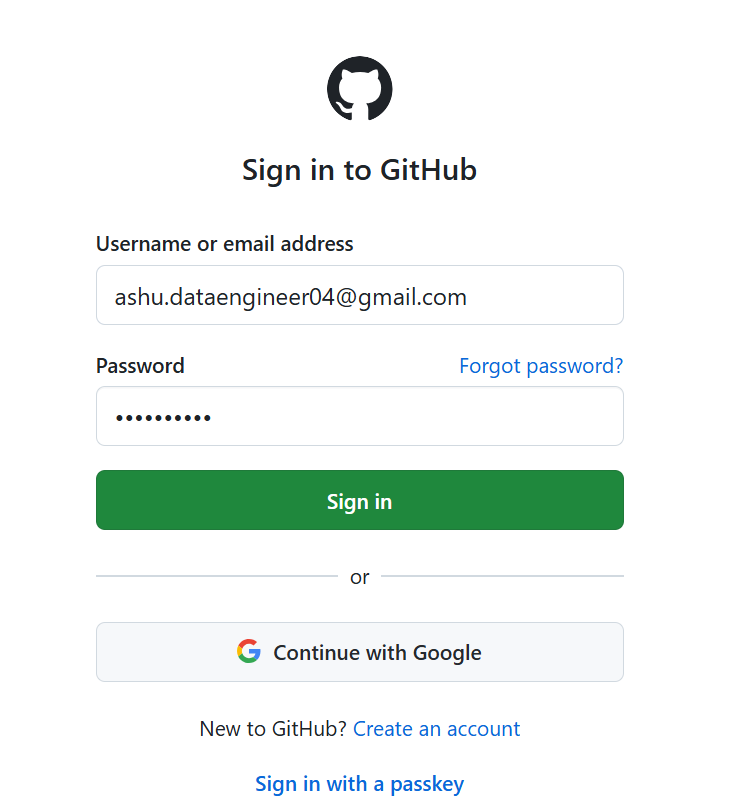 Sign in to GitHub
Username or email address
ashu.dataengineer04@gmail.com
Password Forgot password?
••••••••••
Sign in
or
Continue with Google
New to GitHub? Create an account
Sign in with a passkey